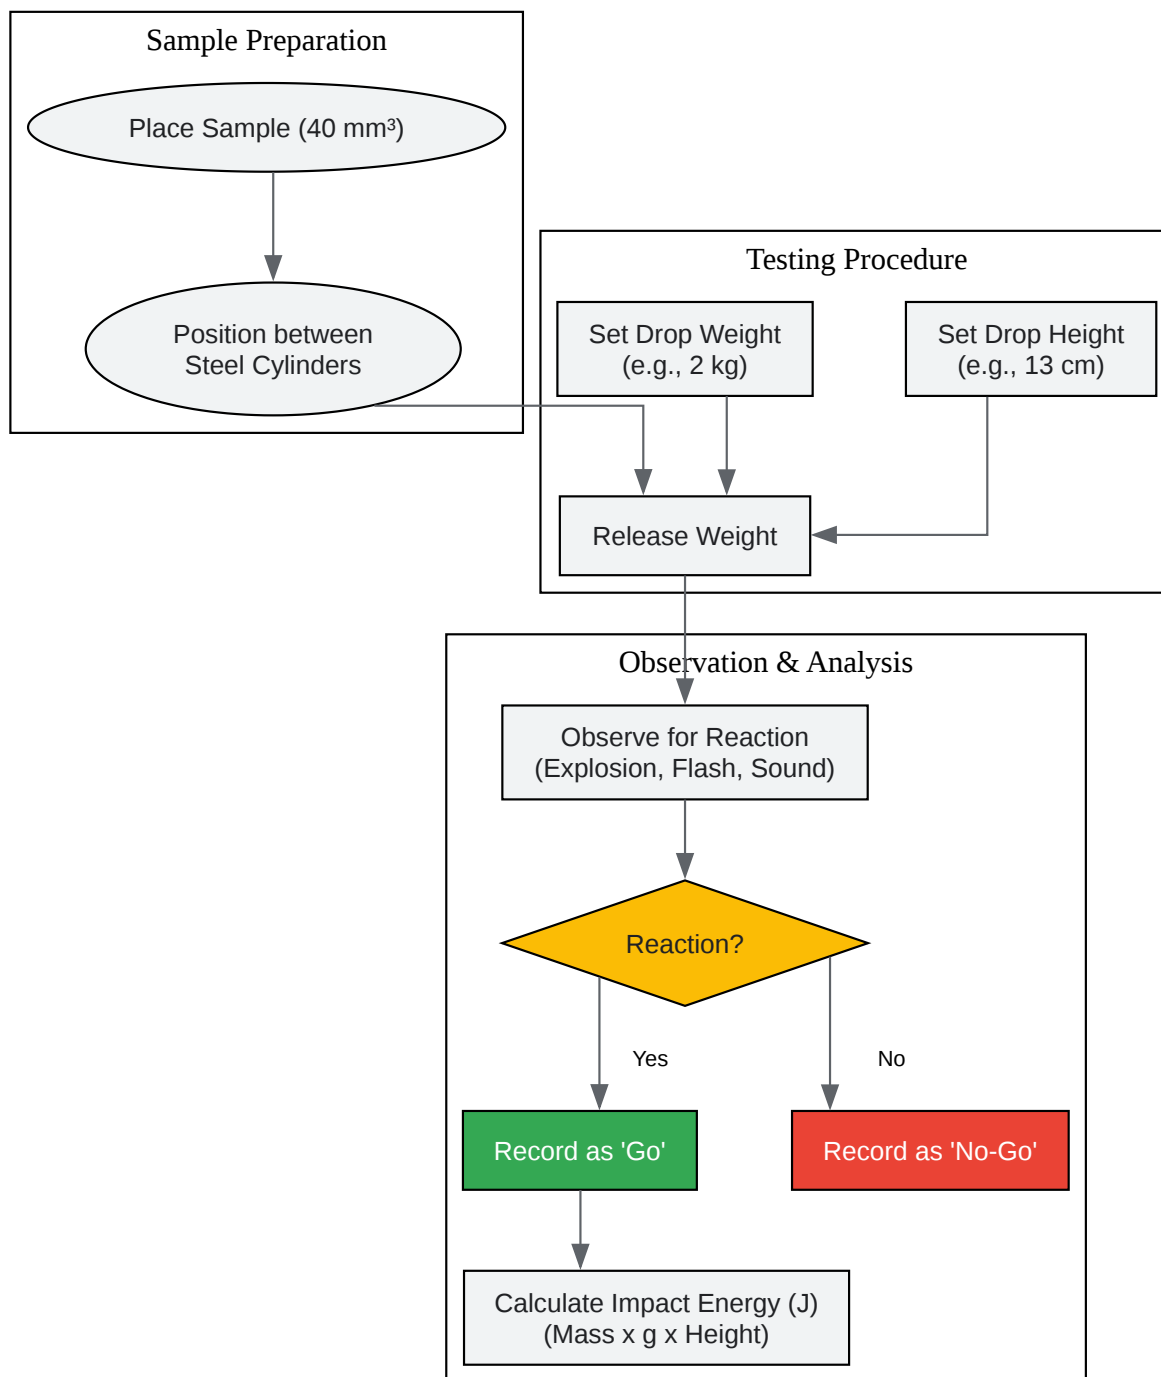 Sample Preparation
Place Sample (40 mm³)
Position between
Steel Cylinders
Testing Procedure
Set Drop Weight
(e.g., 2 kg)
Set Drop Height
(e.g., 13 cm)
Release Weight
Observation & Analysis
Observe for Reaction
(Explosion, Flash, Sound)
Reaction?
Yes
No
Record as 'Go'
Record as 'No-Go'
Calculate Impact Energy (J)
(Mass x g x Height)